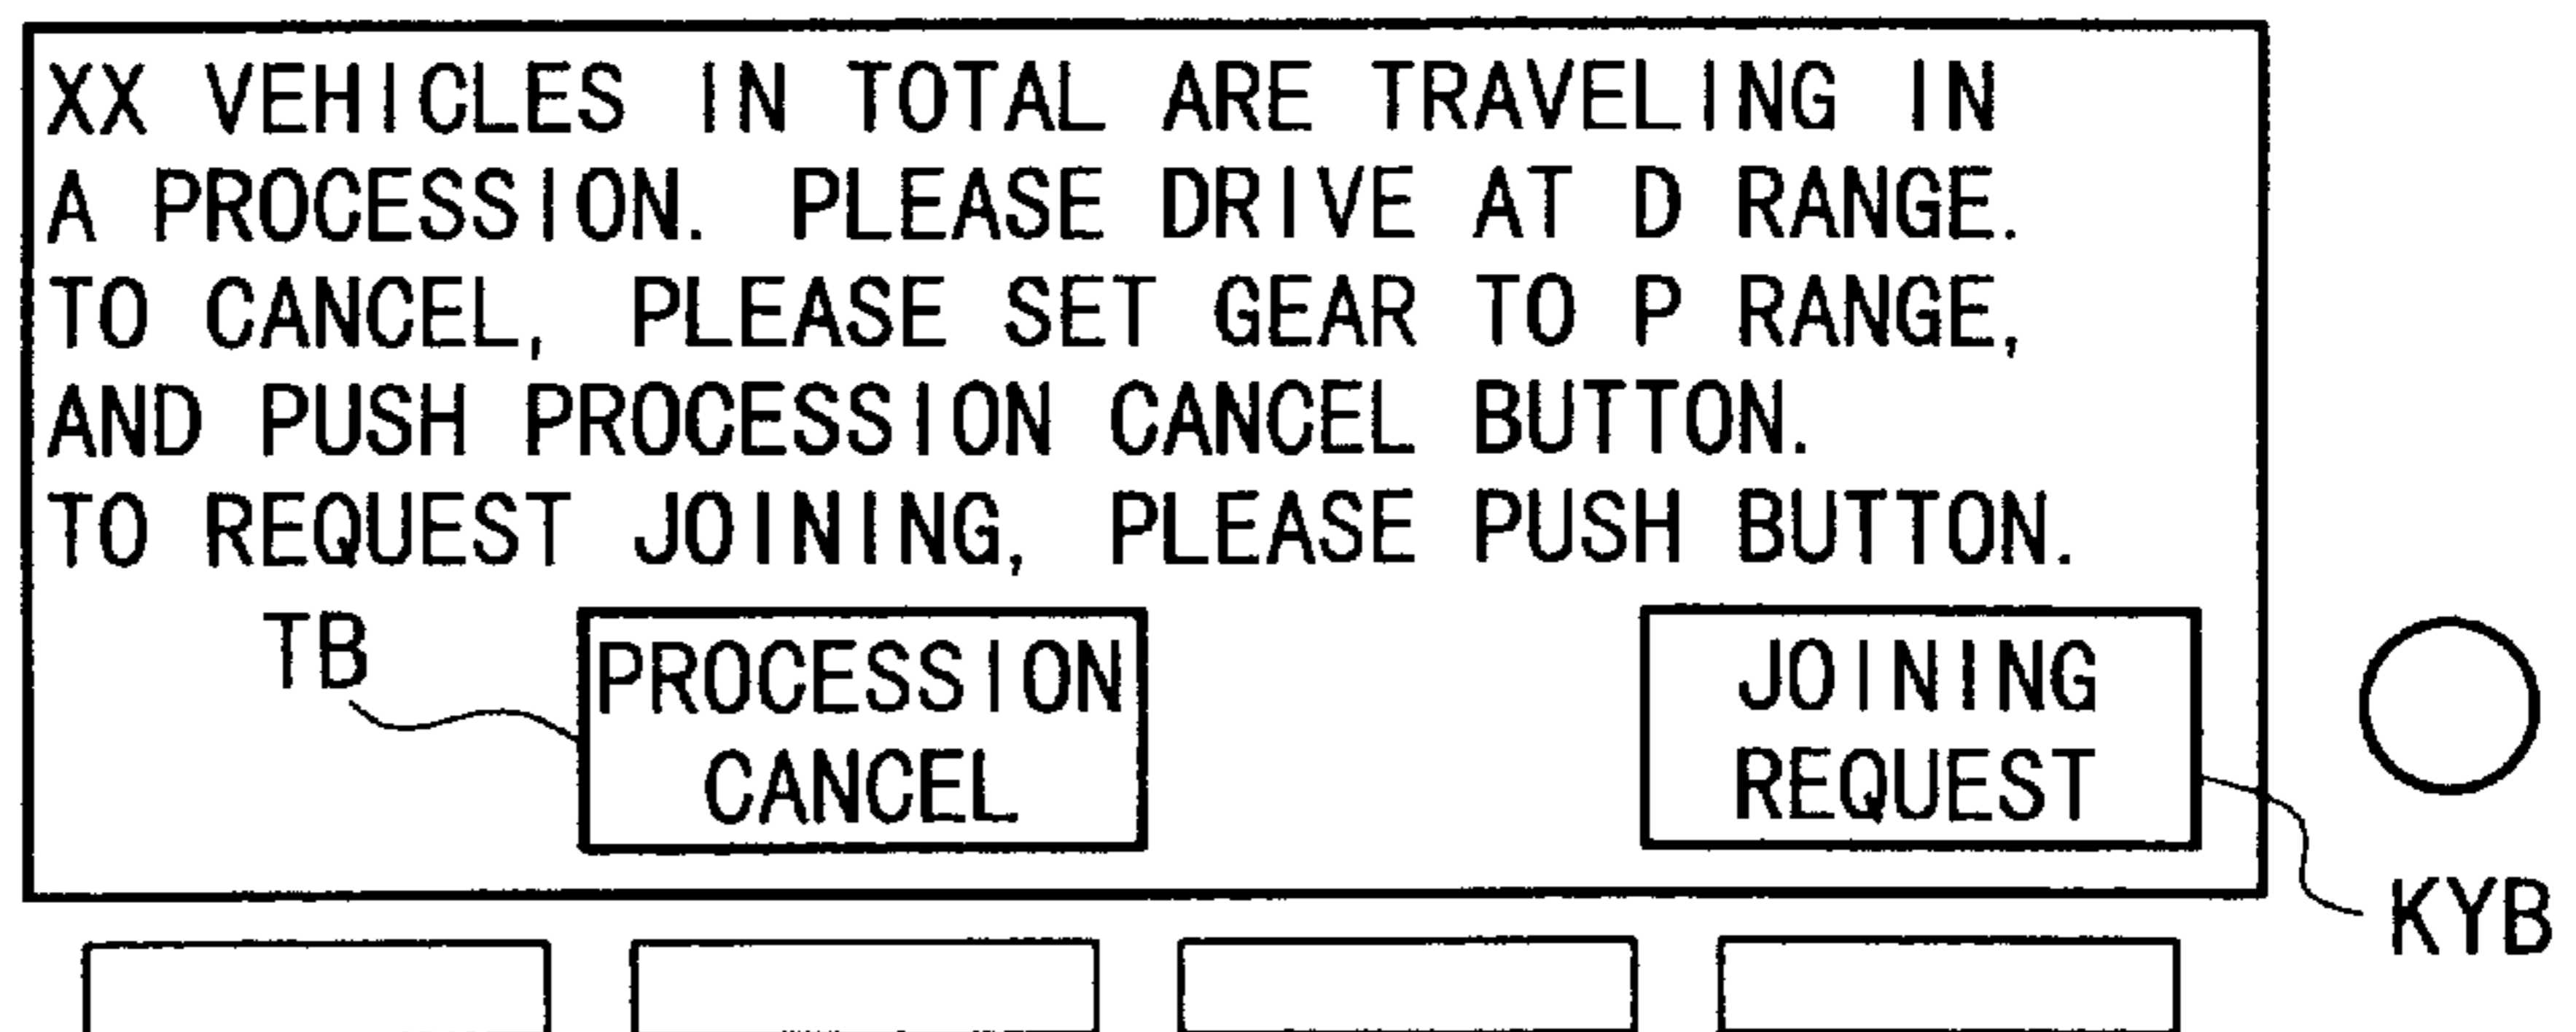 XX VEHICLES IN TOTAL ARE TRAVELING IN
A PROCESSION. PLEASE DRIVE AT D RANGE.
TO CANCEL, PLEASE SET GEAR TO P RANGE,
AND PUSH PROCESSION CANCEL BUTTON.
TO REQUEST JOINING, PLEASE PUSH BUTTON.
TB
PROCESSION
CANCEL
JOINING
REQUEST
KYB